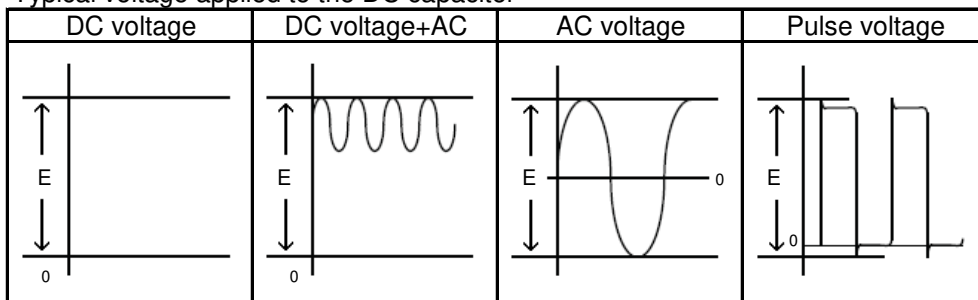 Typical voltage applied to the DC capacitor
DC voltage
DC voltage+AC
AC voltage
Pulse voltage
E
0
E
0
E
0
E
0